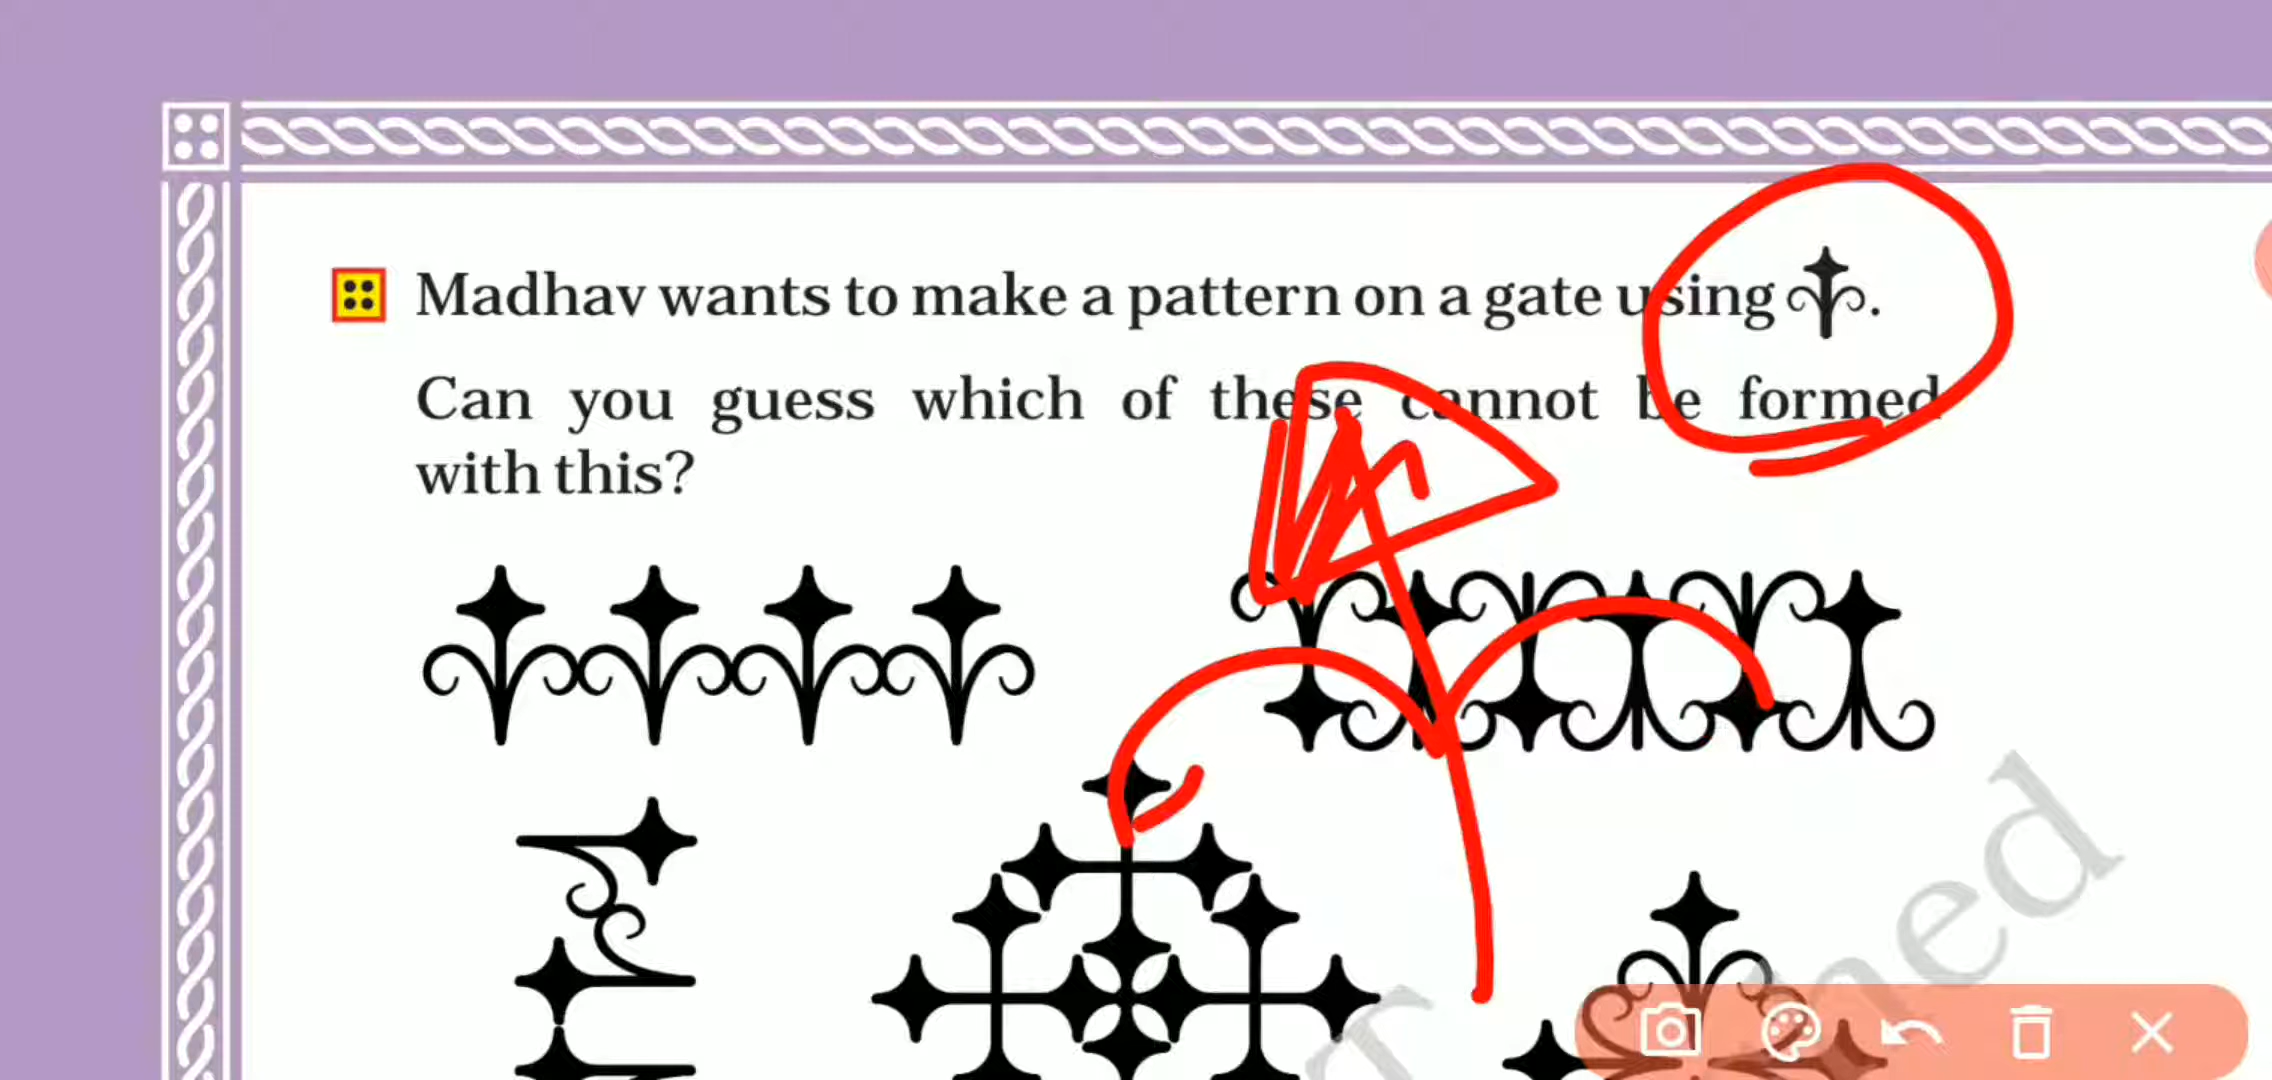 Madhav wants to make a pattern on a gate using .
Can you guess which of these cannot be formed
with this?